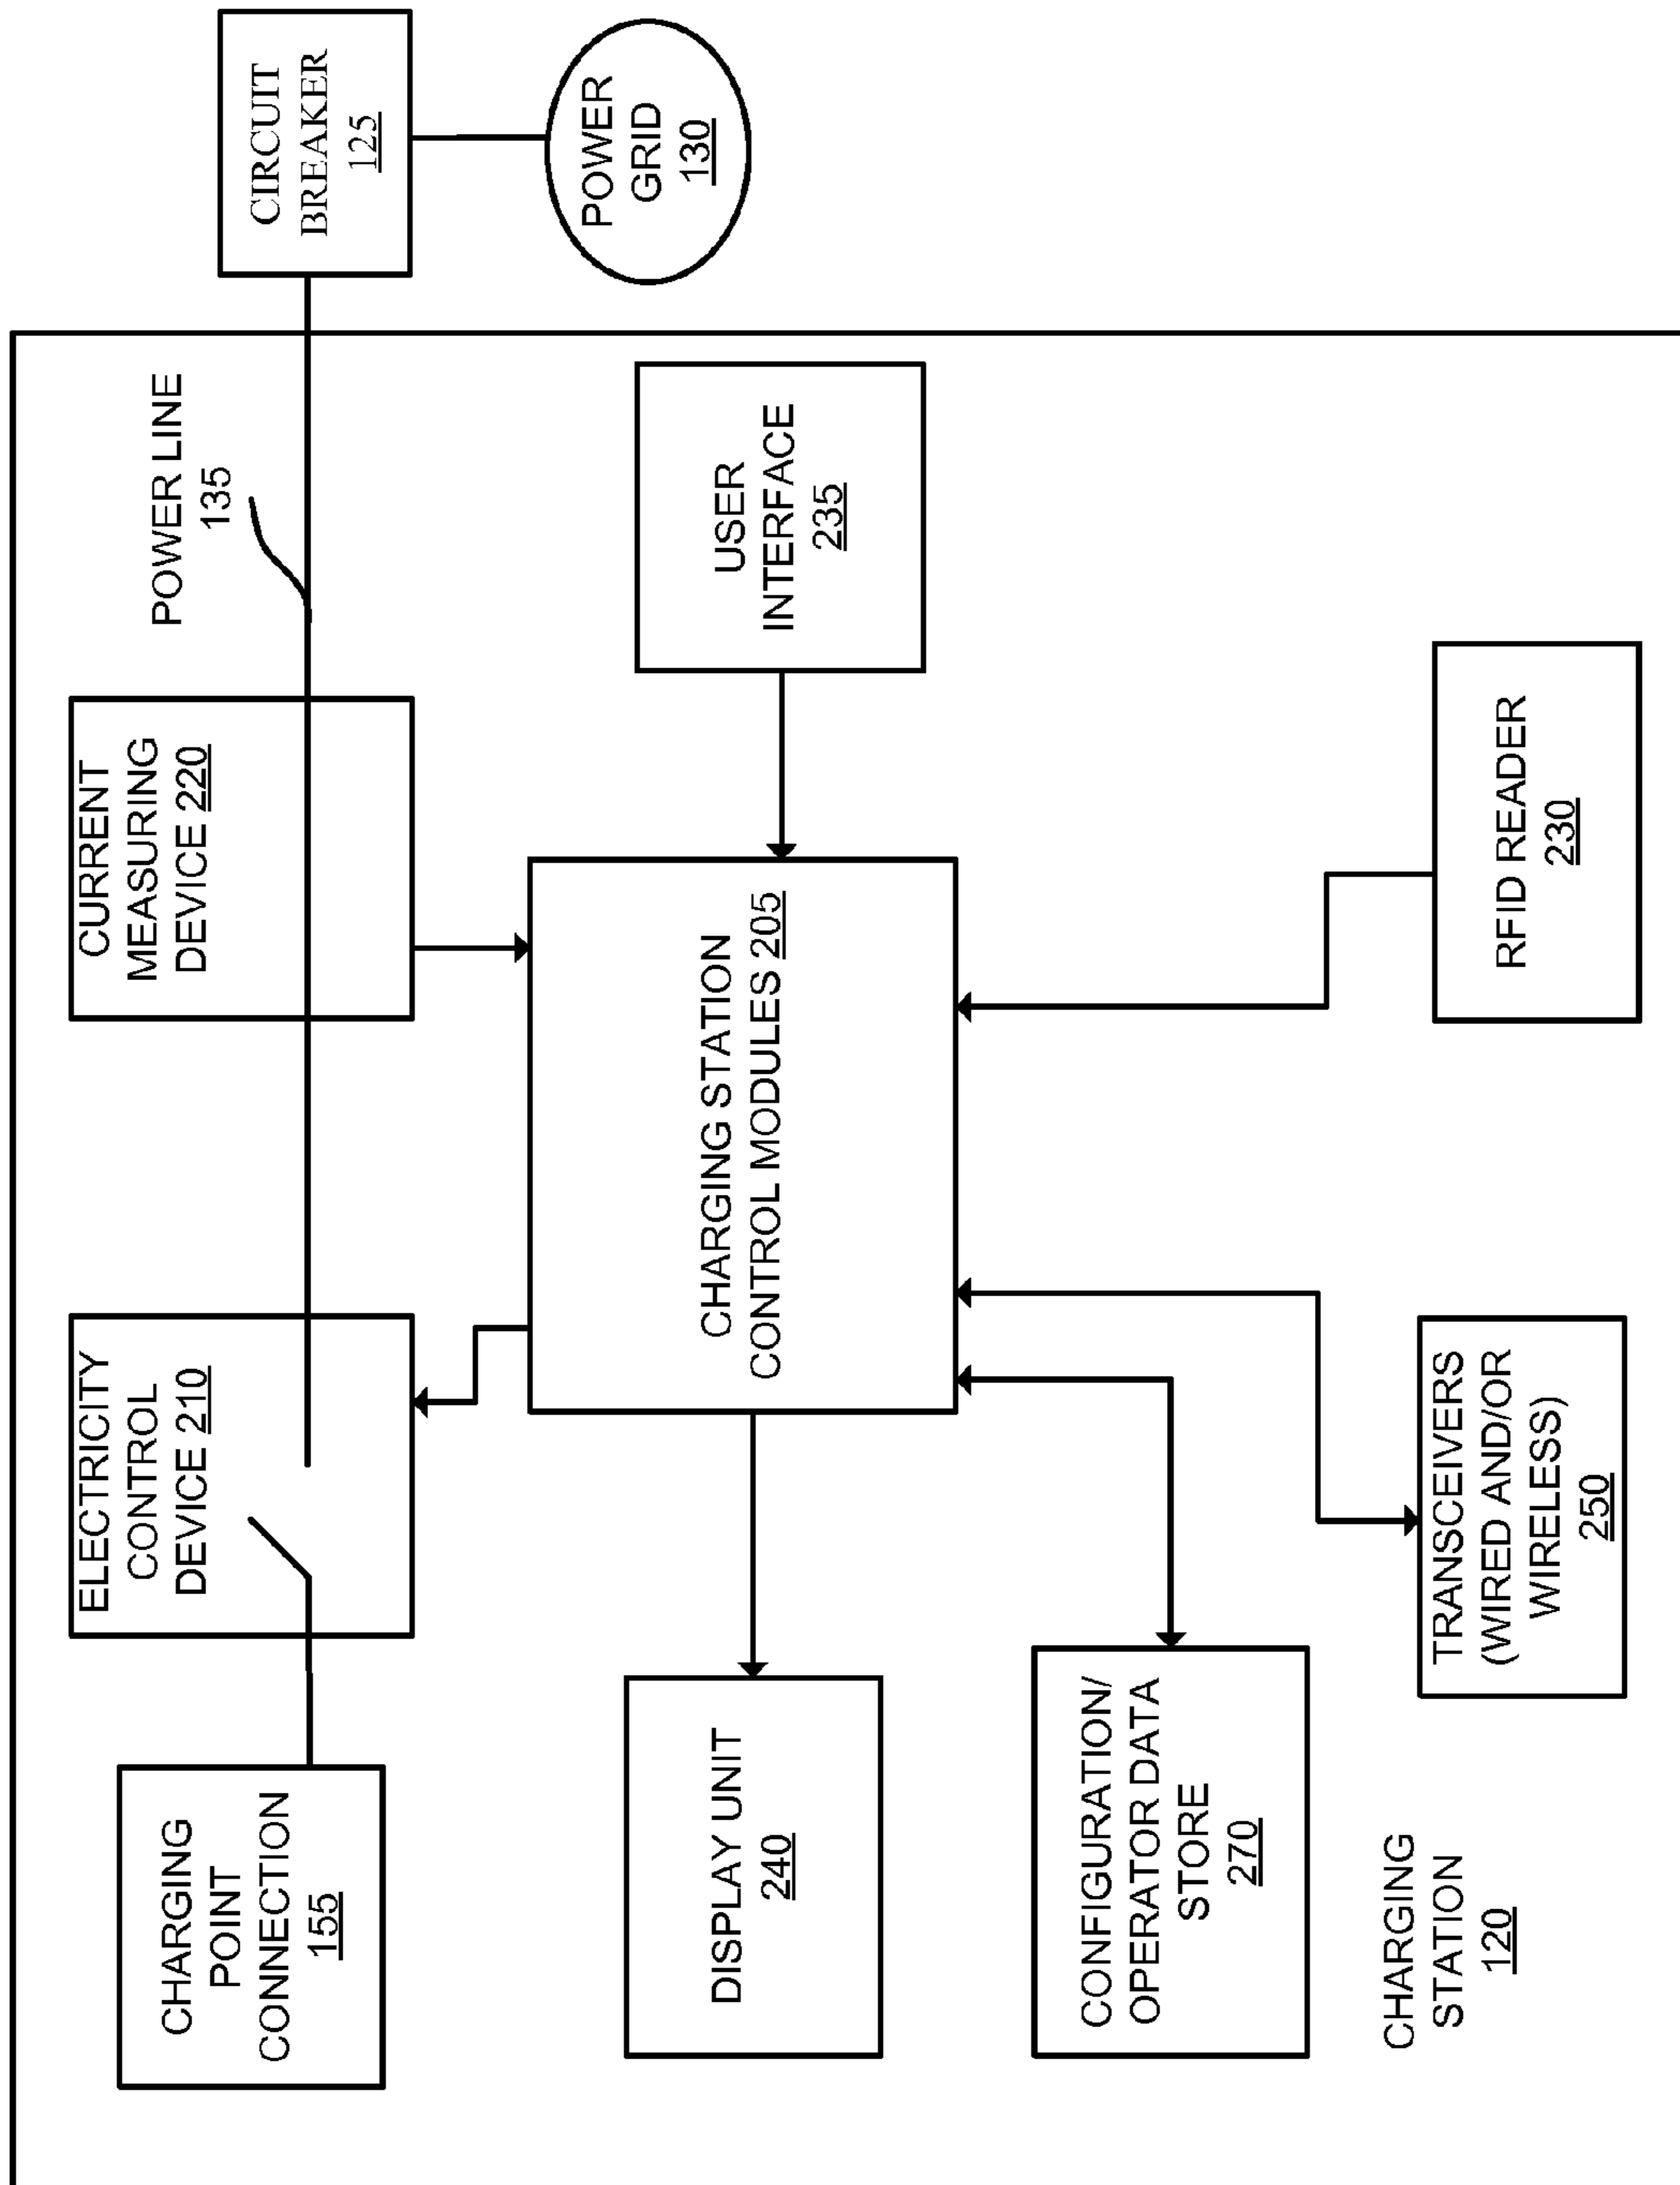 CHARGING
POINT
CONNECTION
155
ELECTRICITY
CONTROL
DEVICE 210
CURRENT
MEASURING
DEVICE 220
POWER LINE
135
CIRCUIT
BREAKER
125
POWER
GRID
130
DISPLAY UNIT
240
CHARGING STATION
CONTROL MODULES 205
USER
INTERFACE
235
CONFIGURATION/
OPERATOR DATA
STORE
270
TRANSCEIVERS
(WIRED AND/OR
WIRELESS)
250
RFID READER
230
CHARGING
STATION
120